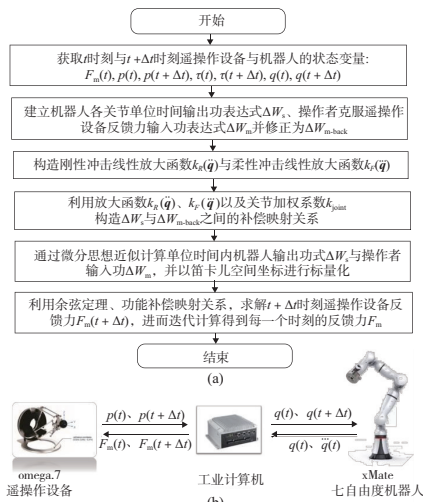 开始
获取t时刻与t+Δt时刻遥操作设备与机器人的状态变量:
Fm(t), p(t), p(t+Δt), τ(t), τ(t+Δt), q(t), q(t+Δt)
建立机器人各关节单位时间输出功表达式ΔWs、操作者克服遥操作
设备反馈力输入功表达式ΔWm并修正为ΔWm-back
构造刚性冲击线性放大函数kR(q⃛)与柔性冲击线性放大函数kF(q̈)
利用放大函数kR(q⃛)、kF(q̈)以及关节加权系数kjoint
构造ΔWs与ΔWm-back之间的补偿映射关系
通过微分思想近似计算单位时间内机器人输出功式ΔWs与操作者
输入功ΔWm，并以笛卡儿空间坐标进行标量化
利用余弦定理、功能补偿映射关系，求解t+Δt时刻遥操作设备反
馈力Fm(t+Δt)，进而迭代计算得到每一个时刻的反馈力Fm
结束
(a)
p(t)、p(t+Δt)
q(t)、q(t+Δt)
Fm(t)、Fm(t+Δt)
q̈(t)、q⃛(t)
omega.7
工业计算机
xMate
遥操作设备
七自由度机器人